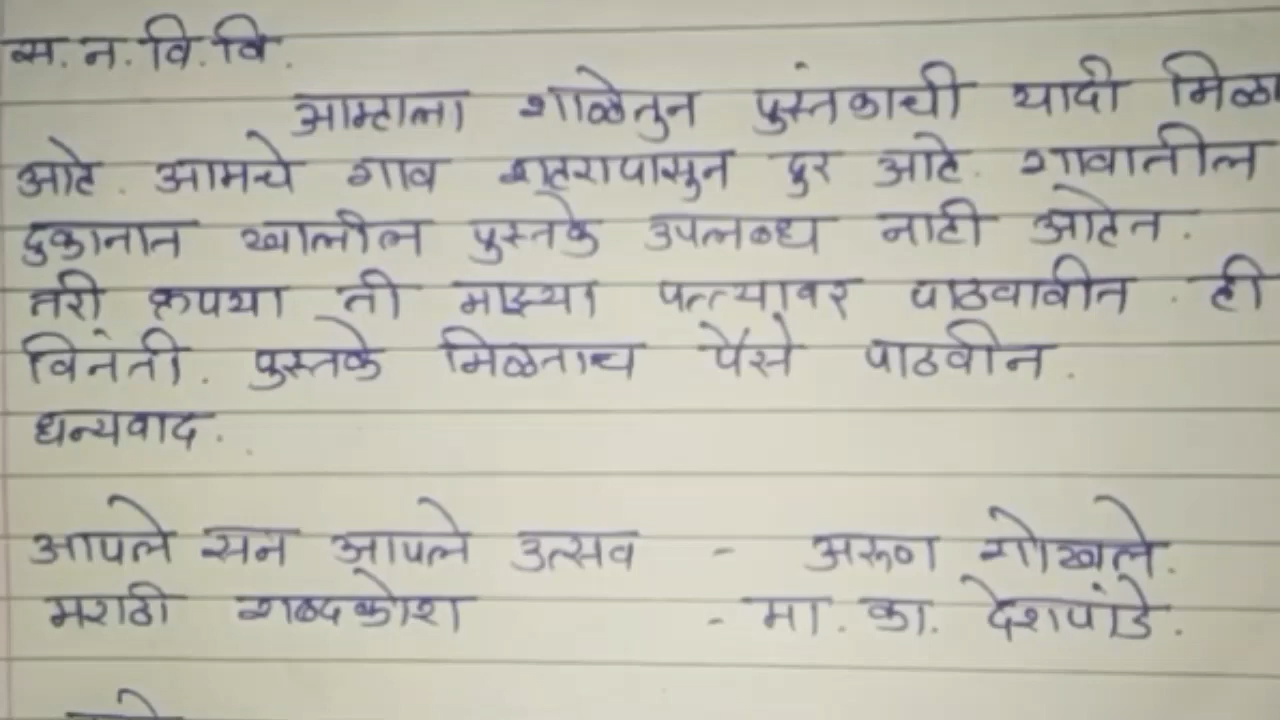 स. न. वि. वि.
आम्हाला शाळेतुन पुस्तंकाची यादी
आहे. आमचे गाव शहरापासुन दुर आहे. गावातील
दुकानात खालील पुस्तके उपलब्ध नाही आहेत.
तरी कृपया ती माझ्या पत्त्यावर पाठवावीत. ही
विनंती. पुस्तके मिळताच पैसे पाठवीन.
धन्यवाद.
आपले सन आपले उत्सव - अरुण गोखले.
मराठी शब्दकोश - मा. का. देशपांडे.